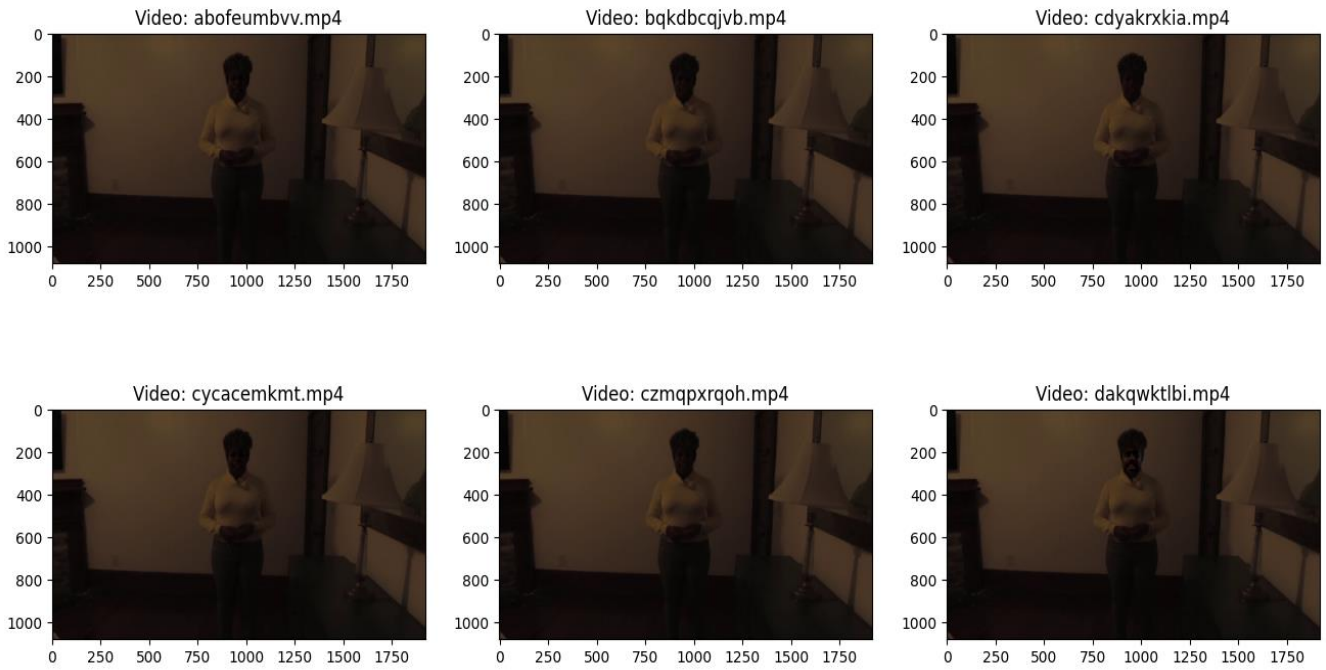 Video: abofeumbvv.mp4 Video: bqkdbcqjvb.mp4 Video: cdyakrxkia.mp4
0 0 0
200 200 200
400 400 400
600 600 600
800 800 800
1000 1000 1000
0 250 500 750 1000 1250 1500 1750 0 250 500 750 1000 1250 1500 1750 0 250 500 750 1000 1250 1500 1750
Video: cycacemkmt.mp4 Video: czmqpxrqoh.mp4 Video: dakqwktlbi.mp4
0 0 0
200 200 200
400 400 400
600 600 600
800 800 800
1000 1000 1000
0 250 500 750 1000 1250 1500 1750 0 250 500 750 1000 1250 1500 1750 0 250 500 750 1000 1250 1500 1750